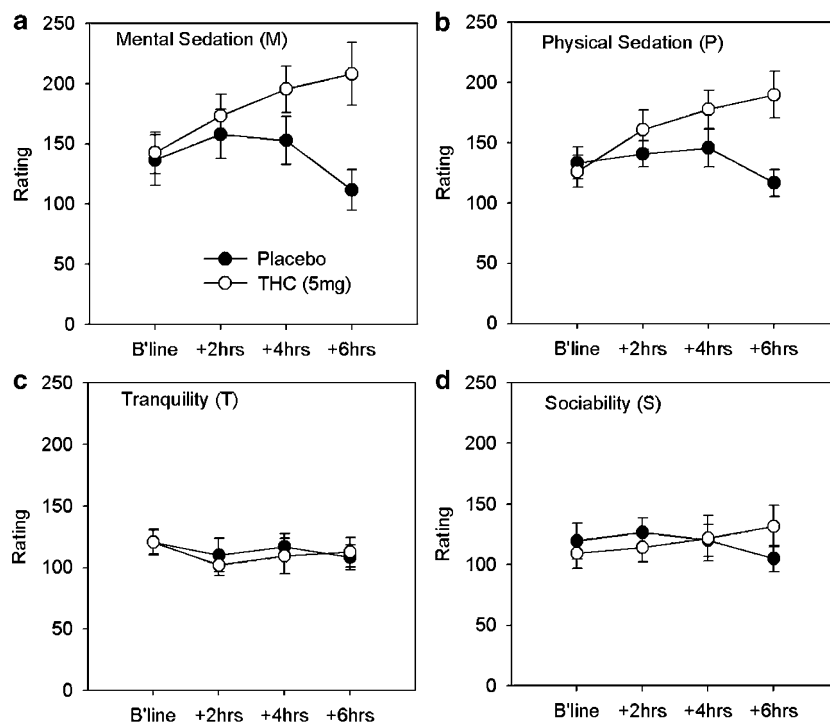 a
Mental Sedation (M)
Rating
250
200
150
100
50
0
Placebo
THC (5mg)
B'line
+2hrs
+4hrs
+6hrs
b
Physical Sedation (P)
Rating
250
200
150
100
50
0
B'line
+2hrs
+4hrs
+6hrs
c
Tranquility (T)
Rating
250
200
150
100
50
0
B'line
+2hrs
+4hrs
+6hrs
d
Sociability (S)
Rating
250
200
150
100
50
0
B'line
+2hrs
+4hrs
+6hrs